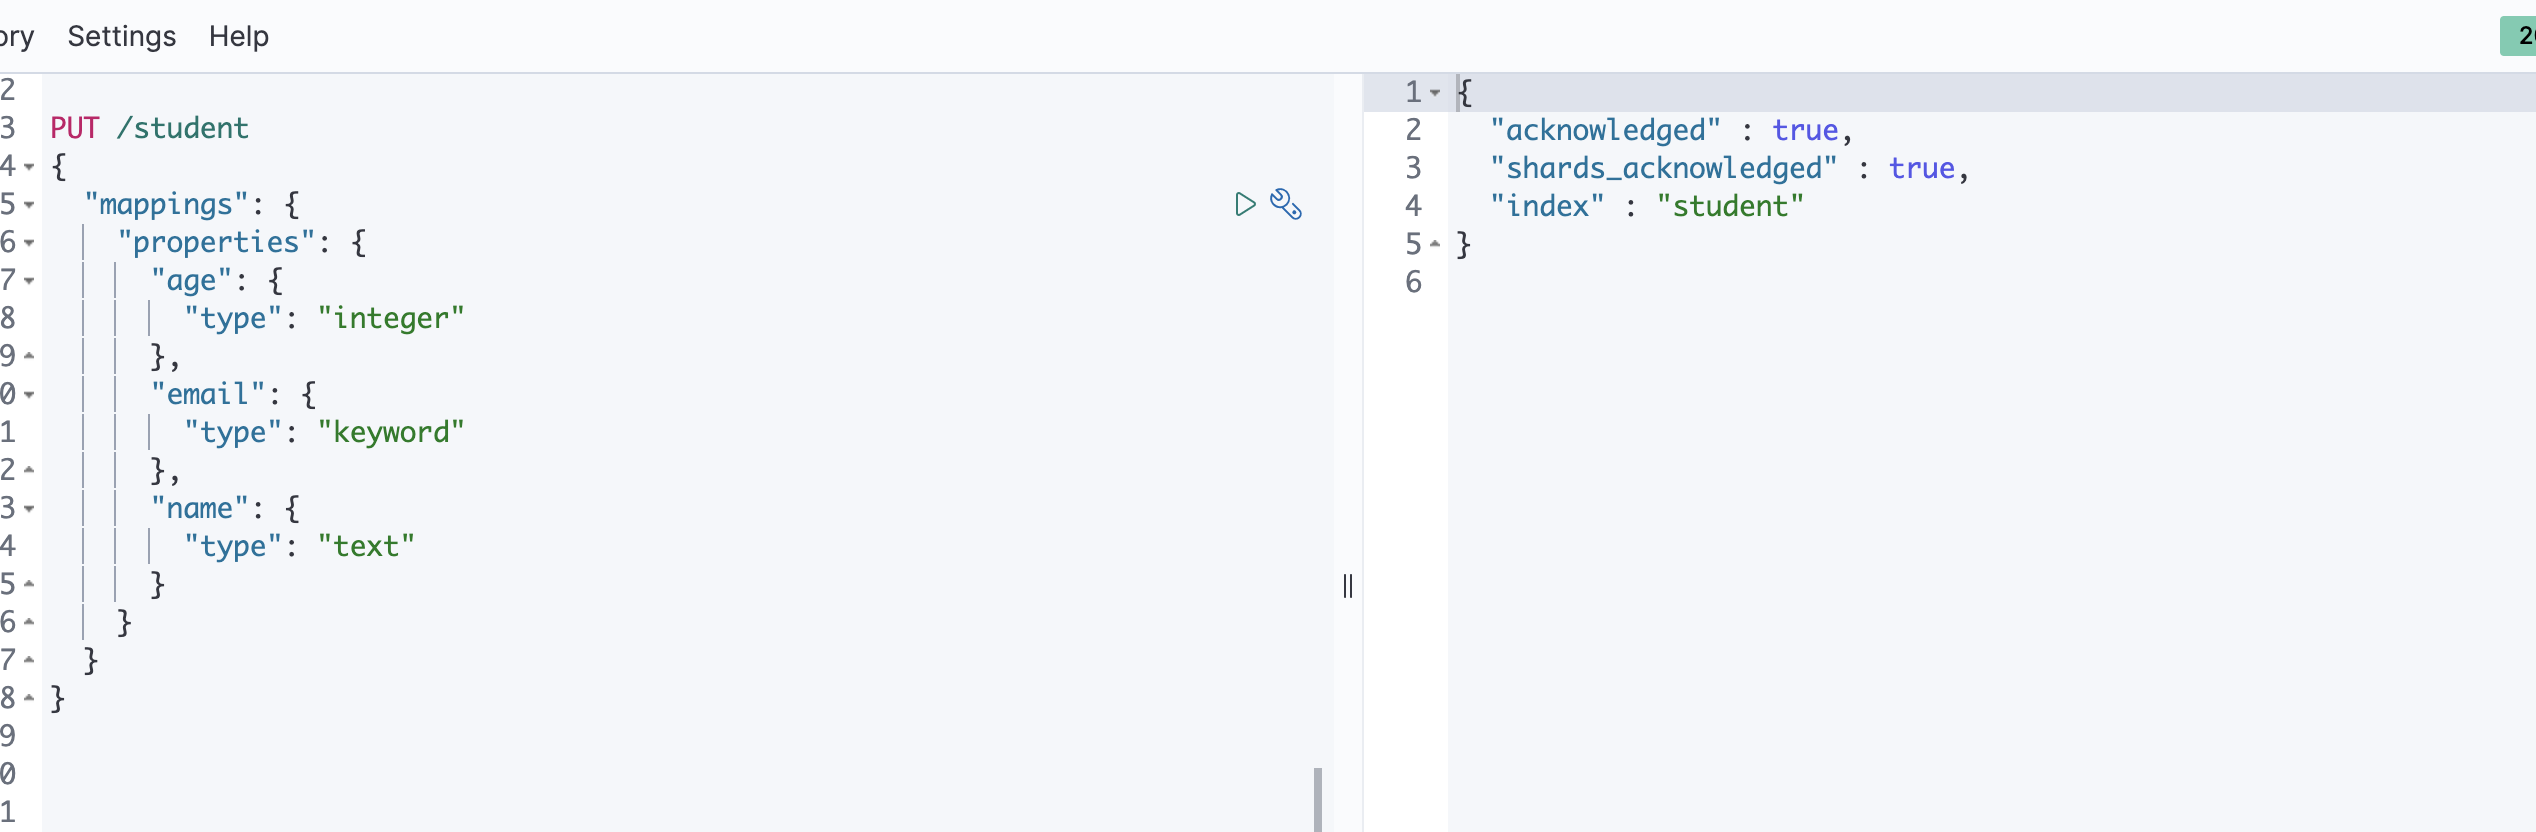 ory Settings Help
2
3 PUT /student
4 {
5   "mappings": {
6     "properties": {
7       "age": {
8         "type": "integer"
9       },
0       "email": {
1         "type": "keyword"
2       },
3       "name": {
4         "type": "text"
5       }
6     }
7   }
8 }
9
0
1
1 {
2   "acknowledged" : true,
3   "shards_acknowledged" : true,
4   "index" : "student"
5 }
6